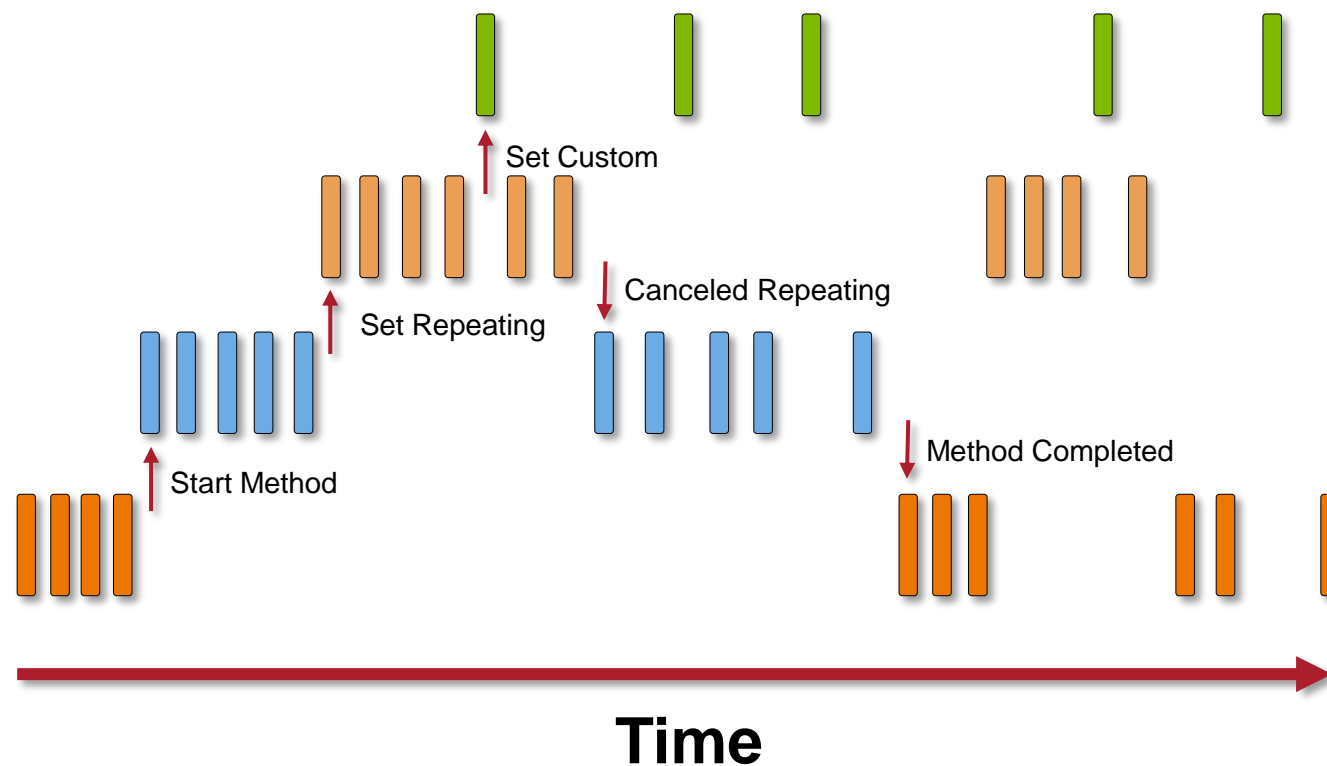 Set Custom
Canceled Repeating
Set Repeating
Method Completed
Start Method
Time